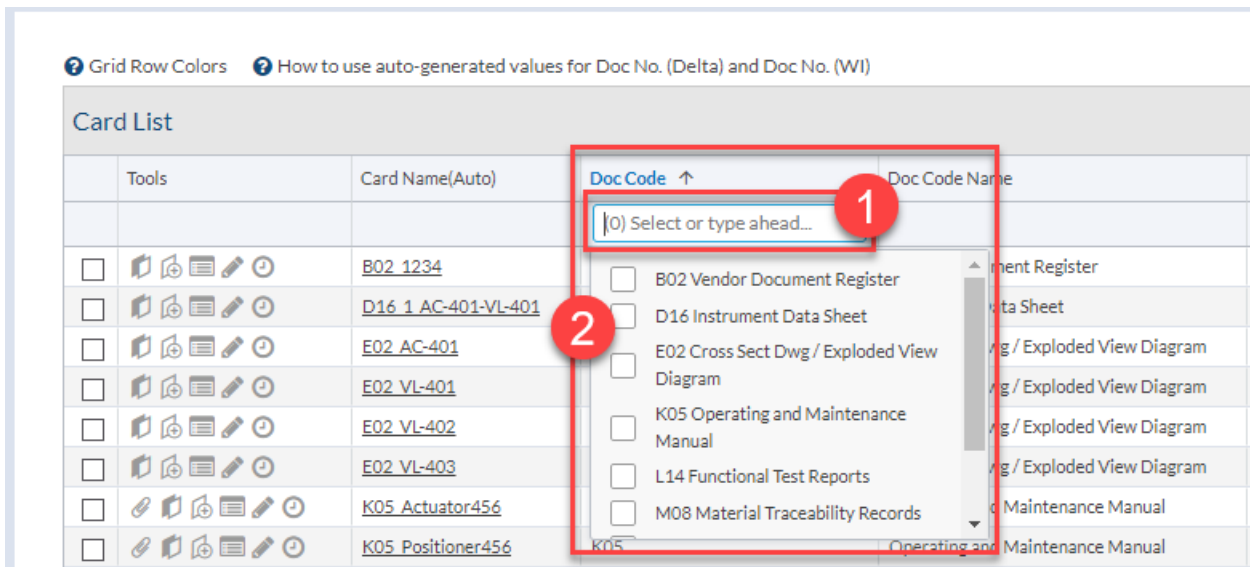 Grid Row Colors How to use auto-generated values for Doc No. (Delta) and Doc No. (WI)
Card List
Tools Card Name(Auto) Doc Code ↑ Doc Code Name
1
(0) Select or type ahead...
2
B02 1234 B02 Vendor Document Register Register
D16 1 AC-401-VL-401 D16 Instrument Data Sheet Sheet
E02 AC-401 E02 Cross Sect Dwg / Exploded View / Exploded View Diagram
Diagram
E02 VL-401 / Exploded View Diagram
E02 VL-402 K05 Operating and Maintenance / Exploded View Diagram
Manual
E02 VL-403 L14 Functional Test Reports / Exploded View Diagram
K05 Actuator456 M08 Material Traceability Records Maintenance Manual
K05 Positioner456 K05 Operating and Maintenance Manual